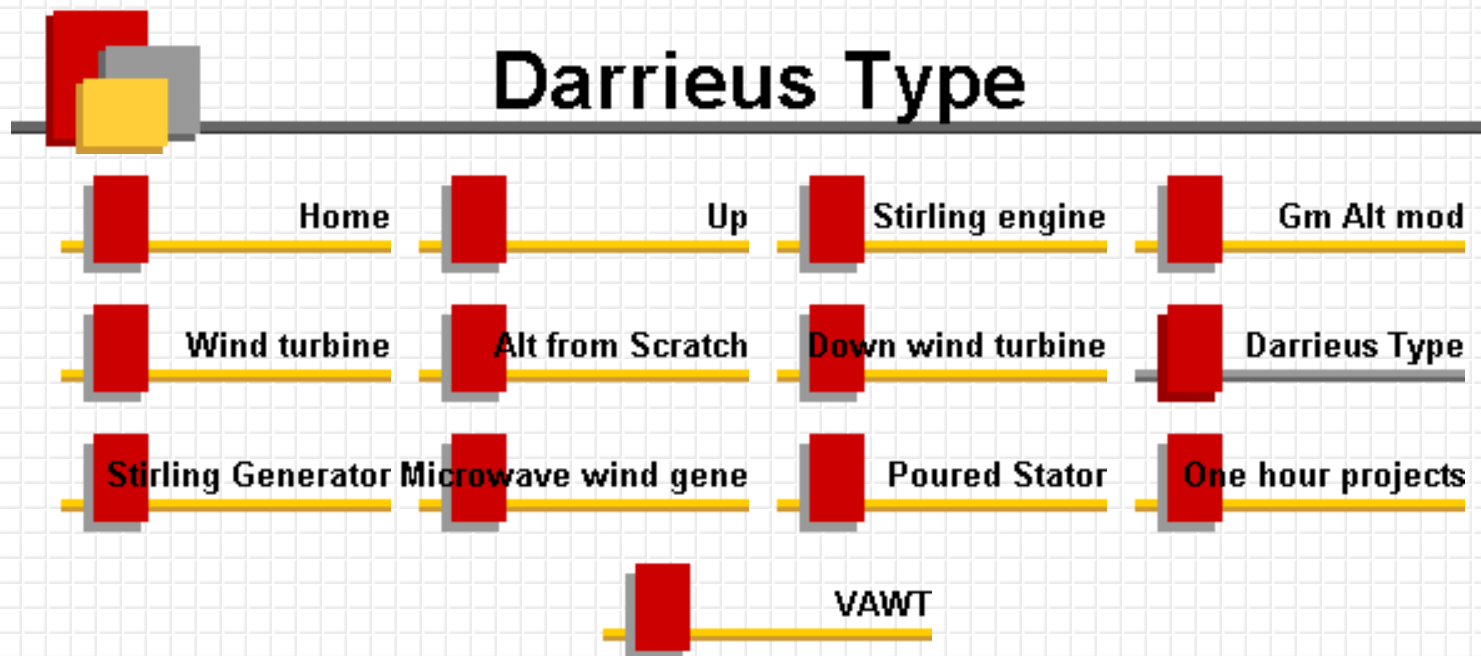 Darrieus Type
Home
Up
Stirling engine
Gm Alt mod
Wind turbine
Alt from Scratch
Down wind turbine
Darrieus Type
Stirling Generator
Microwave wind gene
Poured Stator
One hour projects
VAWT